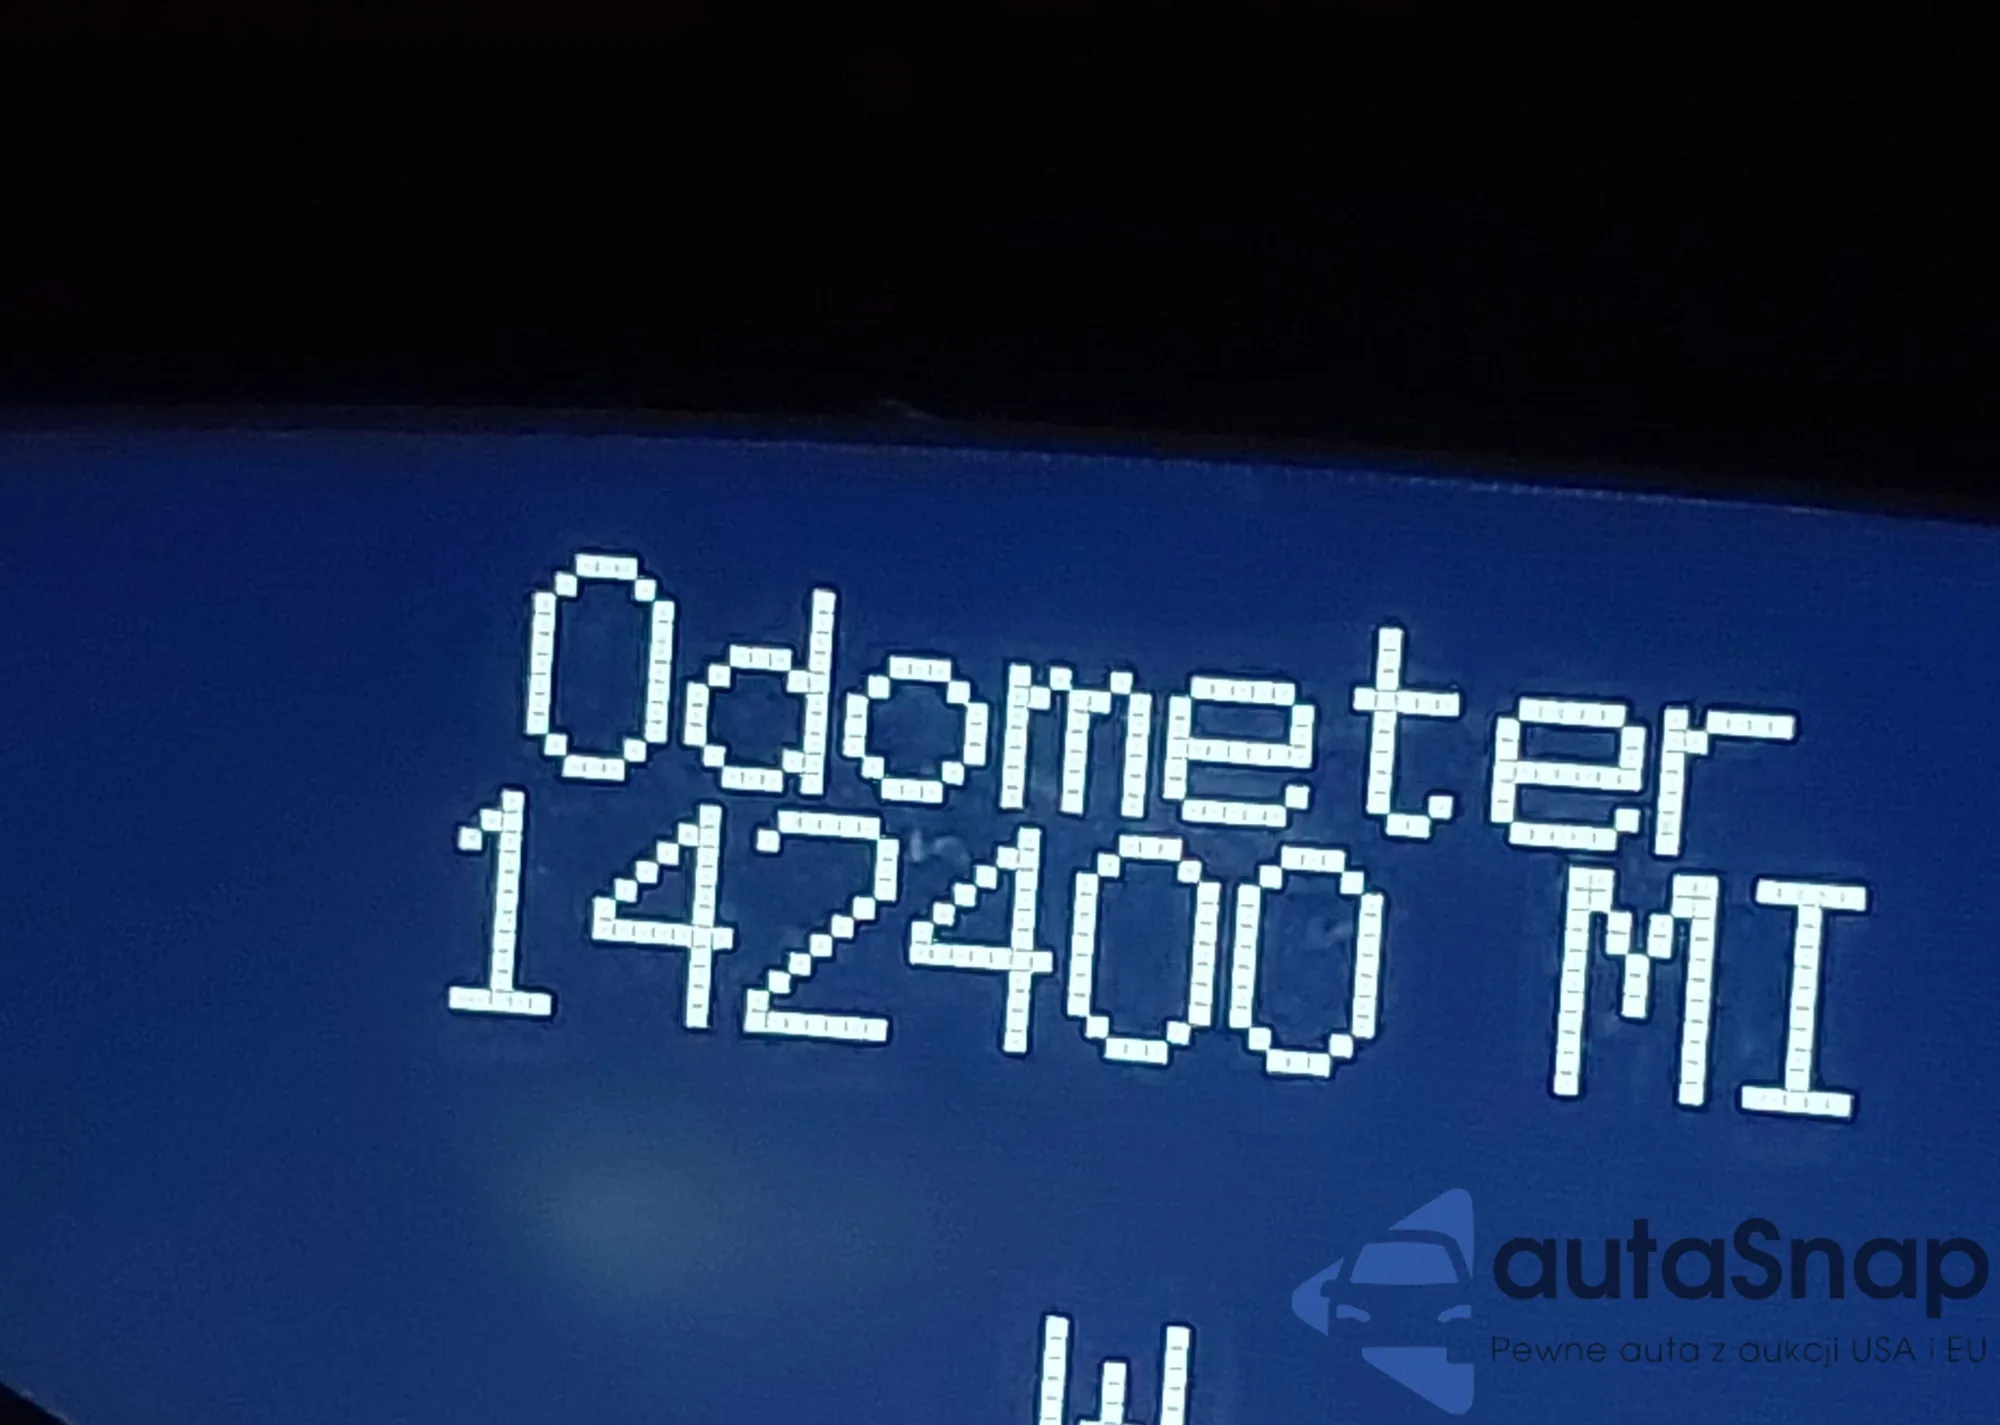 Odometer
142400 MI
W
autaSnap
Pewne auta z aukcji USA i EU